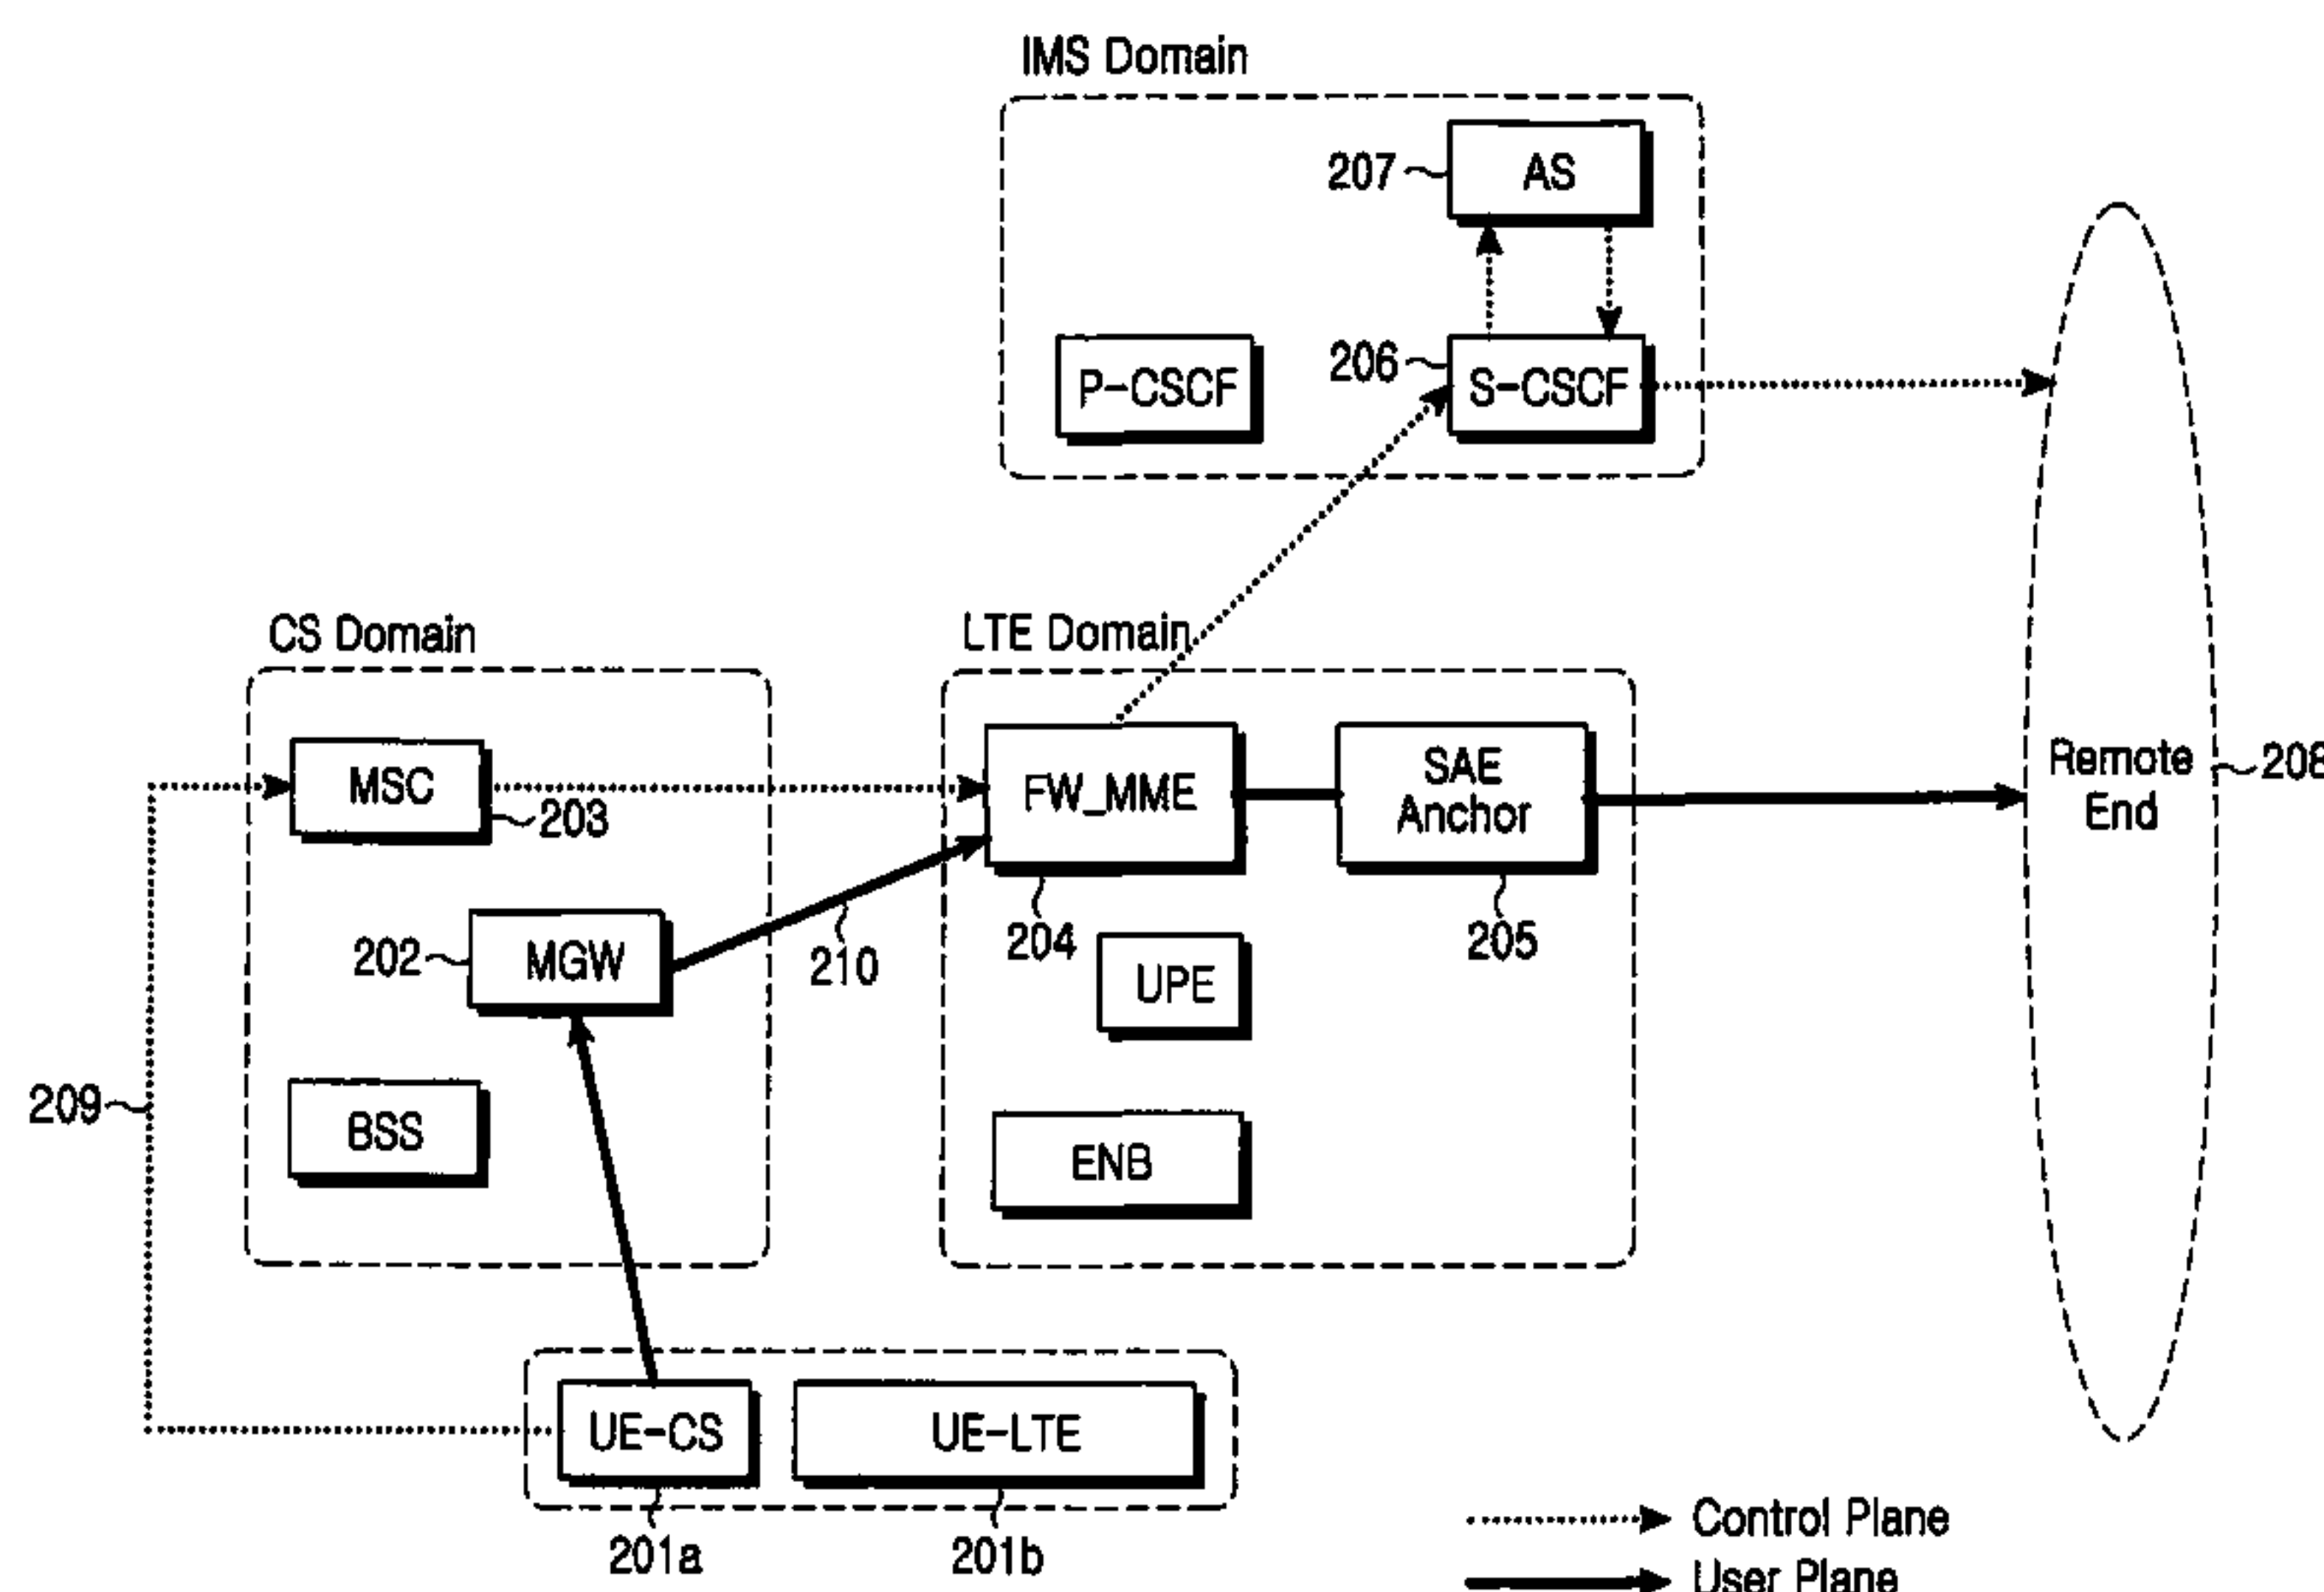 IMS Domain
207
AS
206
P-CSCF
S-CSCF
CS Domain
LTE Domain
MSC
203
FW_MME
SAE
Anchor
Remote
End
208
202
MGW
210
204
205
UPE
209
BSS
ENB
UE-CS
UE-LTE
201a
201b
Control Plane
User Plane